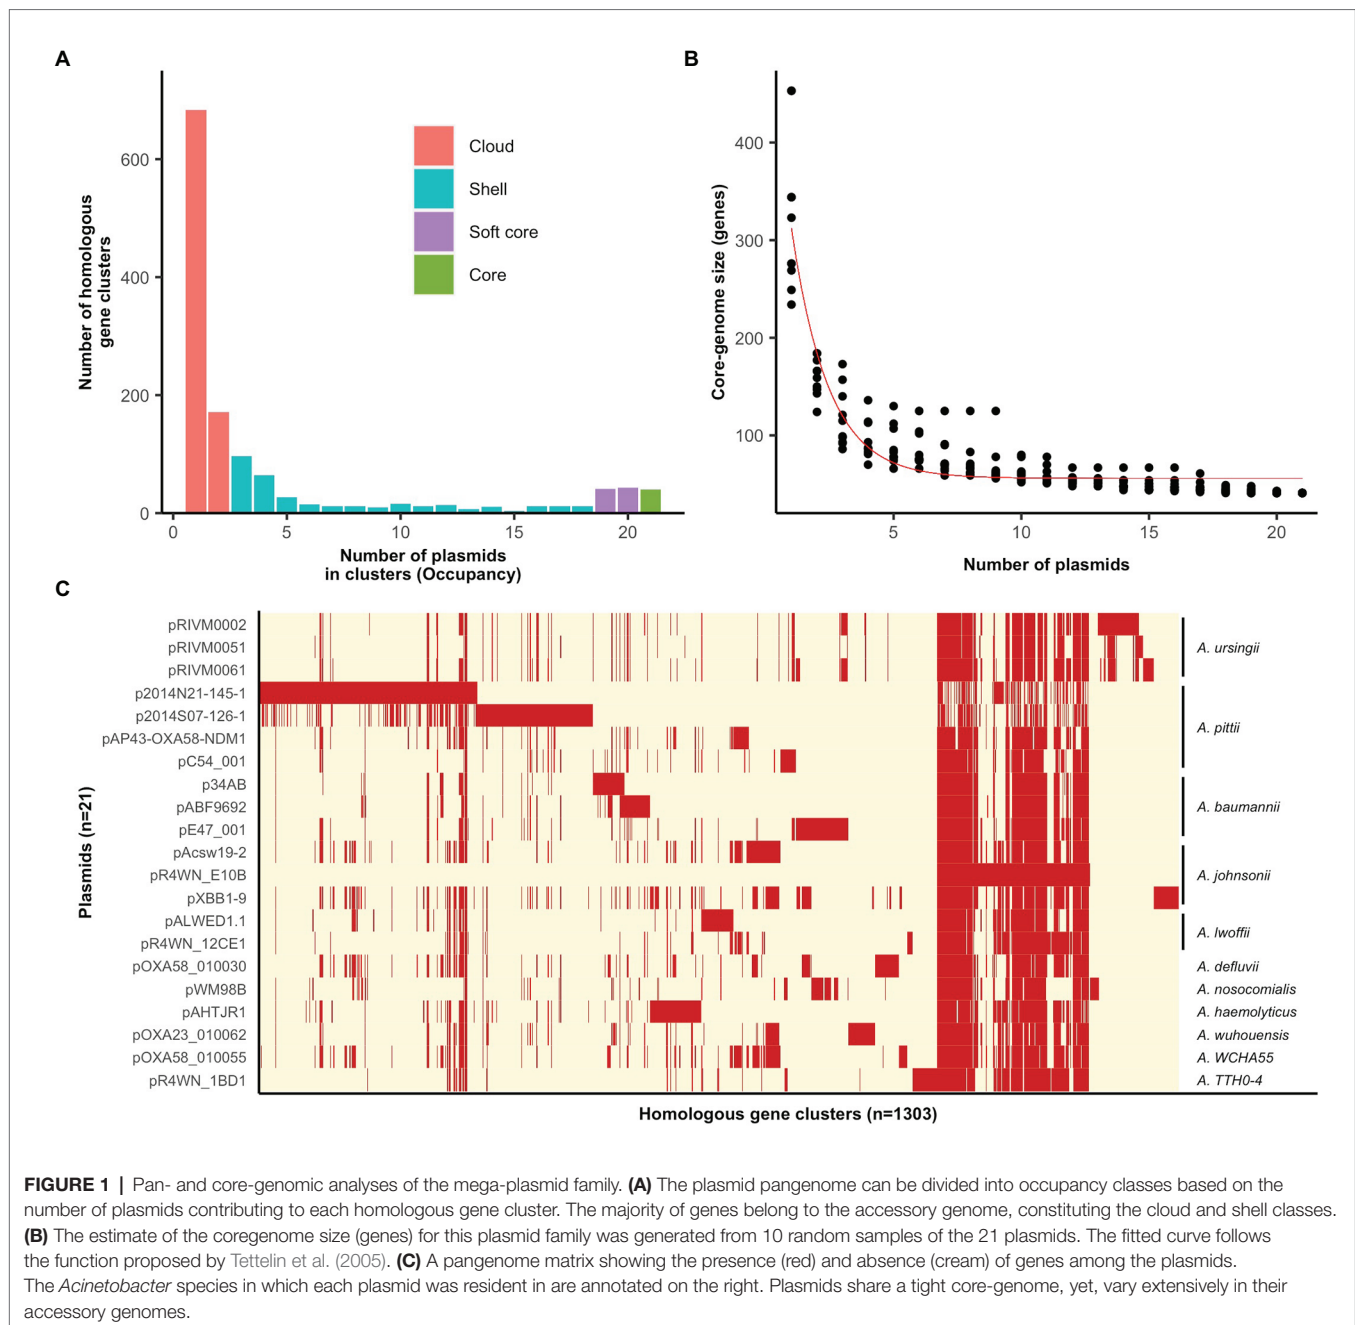 A
Number of homologous
gene clusters
600
400
200
0
0
5
10
15
20
Number of plasmids
in clusters (Occupancy)
Cloud
Shell
Soft core
Core
B
Core-genome size (genes)
400
300
200
100
5
10
15
20
Number of plasmids
C
Plasmids (n=21)
pRIVM0002
pRIVM0051
pRIVM0061
p2014N21-145-1
p2014S07-126-1
pAP43-OXA58-NDM1
pC54_001
p34AB
pABF9692
pE47_001
pAcsw19-2
pR4WN_E10B
pXBB1-9
pALWED1.1
pR4WN_12CE1
pOXA58_010030
pWM98B
pAHTJR1
pOXA23_010062
pOXA58_010055
pR4WN_1BD1
A. ursingii
A. pittii
A. baumannii
A. johnsonii
A. lwoffii
A. defluvii
A. nosocomialis
A. haemolyticus
A. wuhouensis
A. WCHA55
A. TTH0-4
Homologous gene clusters (n=1303)
FIGURE 1 | Pan- and core-genomic analyses of the mega-plasmid family. (A) The plasmid pangenome can be divided into occupancy classes based on the
number of plasmids contributing to each homologous gene cluster. The majority of genes belong to the accessory genome, constituting the cloud and shell classes.
(B) The estimate of the coregenome size (genes) for this plasmid family was generated from 10 random samples of the 21 plasmids. The fitted curve follows
the function proposed by Tettelin et al. (2005). (C) A pangenome matrix showing the presence (red) and absence (cream) of genes among the plasmids.
The Acinetobacter species in which each plasmid was resident in are annotated on the right. Plasmids share a tight core-genome, yet, vary extensively in their
accessory genomes.